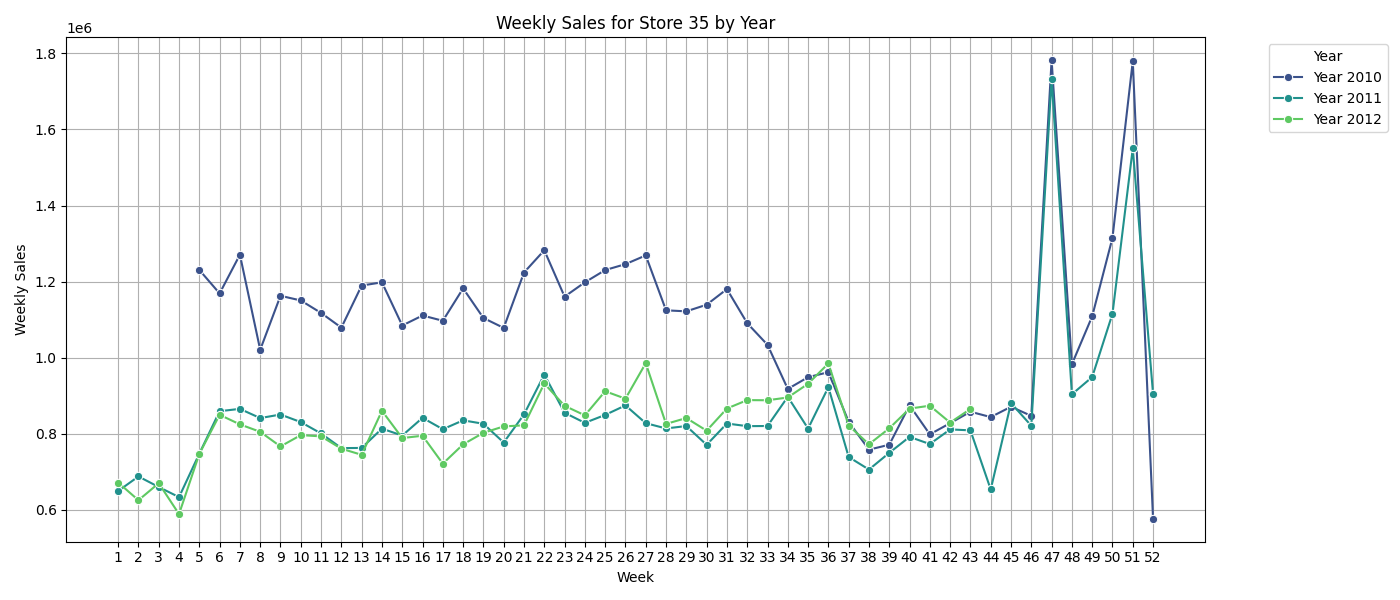 Weekly Sales for Store 35 by Year
1e6
1.8
1.6
1.4
1.2
1.0
0.8
0.6
Weekly Sales
1 2 3 4 5 6 7 8 9 10 11 12 13 14 15 16 17 18 19 20 21 22 23 24 25 26 27 28 29 30 31 32 33 34 35 36 37 38 39 40 41 42 43 44 45 46 47 48 49 50 51 52
Week
Year
Year 2010
Year 2011
Year 2012